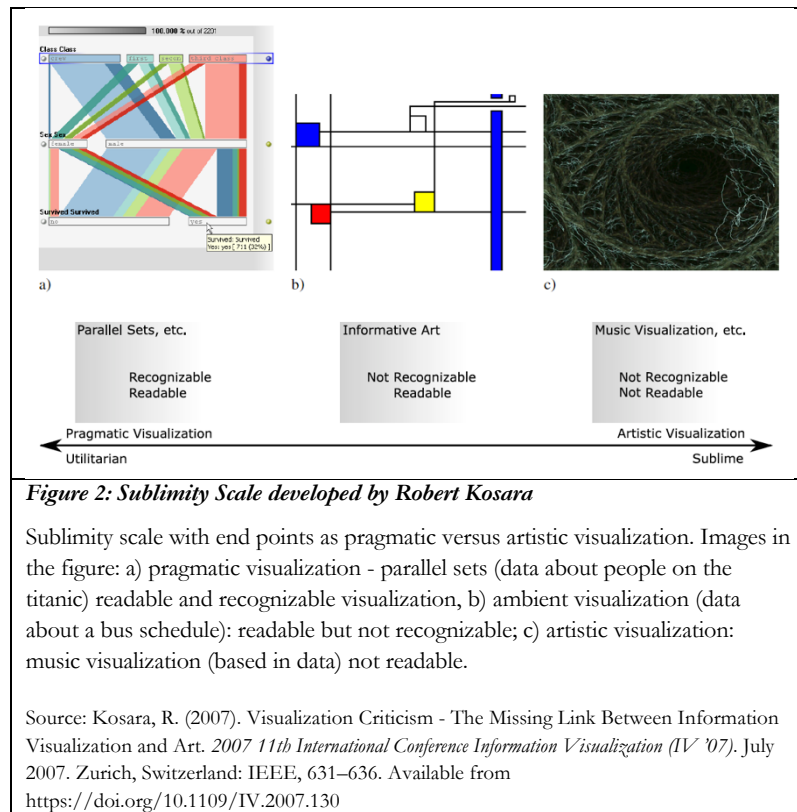 100.000 % out of 2201
Class Class
crew first secon third class
Sex Sex
female male
Survived Survived
no yes
Survived: Survived
Yes: yes [ 711 (32%) ]
a) b) c)
Parallel Sets, etc. Informative Art Music Visualization, etc.
Recognizable Not Recognizable Not Recognizable
Readable Readable Not Readable
Pragmatic Visualization Artistic Visualization
Utilitarian Sublime
Figure 2: Sublimity Scale developed by Robert Kosara
Sublimity scale with end points as pragmatic versus artistic visualization. Images in
the figure: a) pragmatic visualization - parallel sets (data about people on the
titanic) readable and recognizable visualization, b) ambient visualization (data
about a bus schedule): readable but not recognizable; c) artistic visualization:
music visualization (based in data) not readable.
Source: Kosara, R. (2007). Visualization Criticism - The Missing Link Between Information
Visualization and Art. 2007 11th International Conference Information Visualization (IV ’07). July
2007. Zurich, Switzerland: IEEE, 631–636. Available from
https://doi.org/10.1109/IV.2007.130